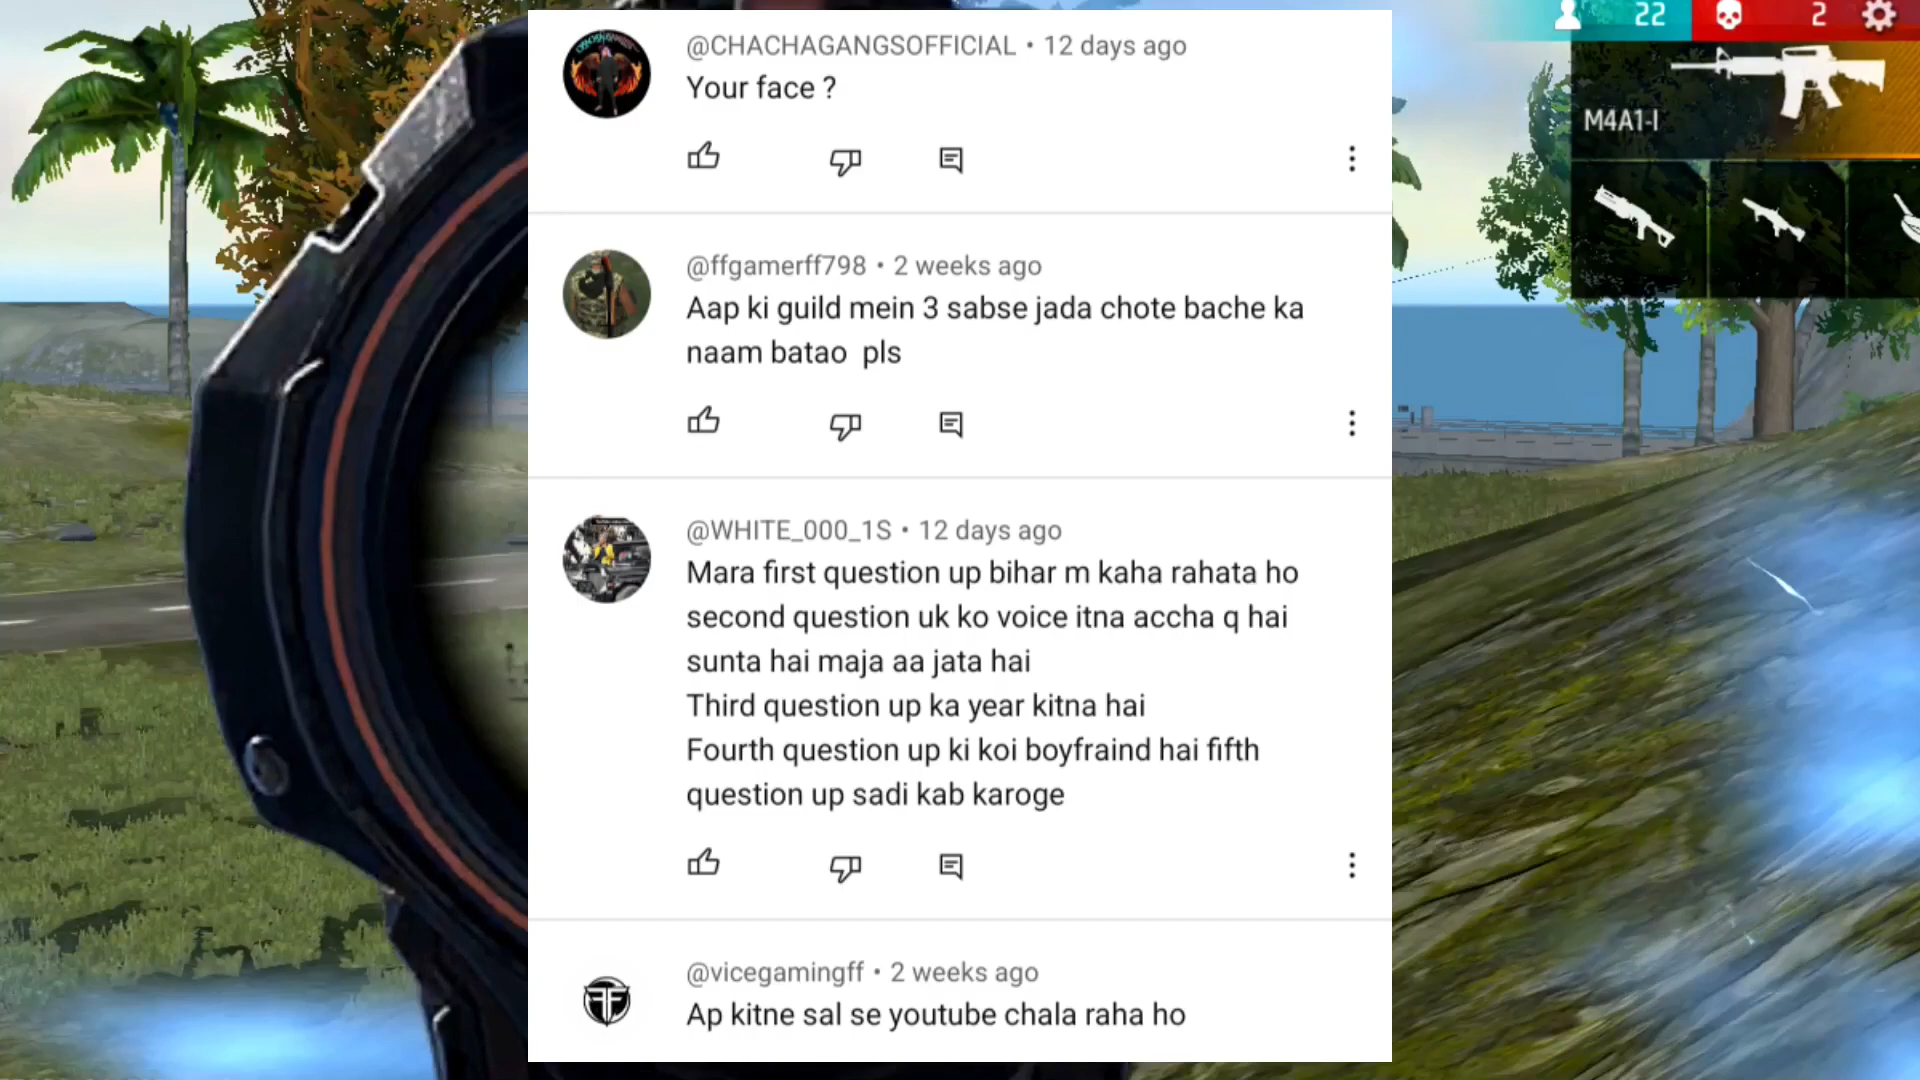 22 2
M4A1-I
@CHACHAGANGSOFFICIAL • 12 days ago
Your face ?
@ffgamerff798 • 2 weeks ago
Aap ki guild mein 3 sabse jada chote bache ka
naam batao  pls
@WHITE_000_1S • 12 days ago
Mara first question up bihar m kaha rahata ho
second question uk ko voice itna accha q hai
sunta hai maja aa jata hai
Third question up ka year kitna hai
Fourth question up ki koi boyfraind hai fifth
question up sadi kab karoge
@vicegamingff • 2 weeks ago
Ap kitne sal se youtube chala raha ho